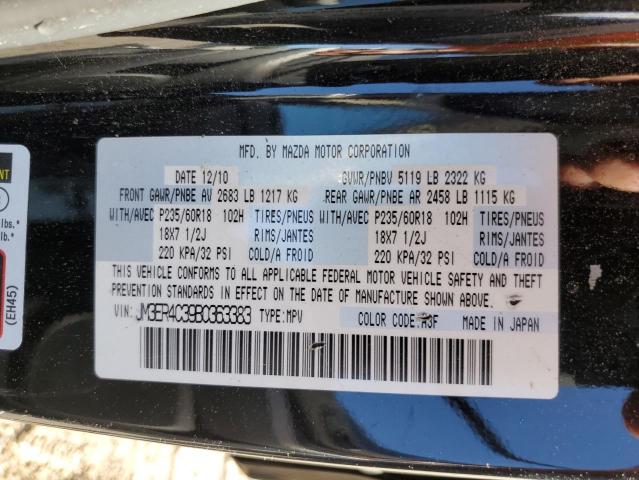 MFD. BY MAZDA MOTOR CORPORATION
DATE 12/10 GVWR/PNBV 5119 LB 2322 KG
FRONT GAWR/PNBE AV 2683 LB 1217 KG REAR GAWR/PNBE AR 2458 LB 1115 KG
WITH/AVEC P235/60R18 102H TIRES/PNEUS WITH/AVEC P235/60R18 102H TIRES/PNEUS
18X7 1/2J RIMS/JANTES 18X7 1/2J RIMS/JANTES
220 KPA/32 PSI COLD/A FROID 220 KPA/32 PSI COLD/A FROID
THIS VEHICLE CONFORMS TO ALL APPLICABLE FEDERAL MOTOR VEHICLE SAFETY AND THEFT
PREVENTION STANDARDS IN EFFECT ON THE DATE OF MANUFACTURE SHOWN ABOVE.
VIN: JM3ER4C39B0363383 TYPE:MPV COLOR CODE:A3F MADE IN JAPAN
lbs.*
(EH45)